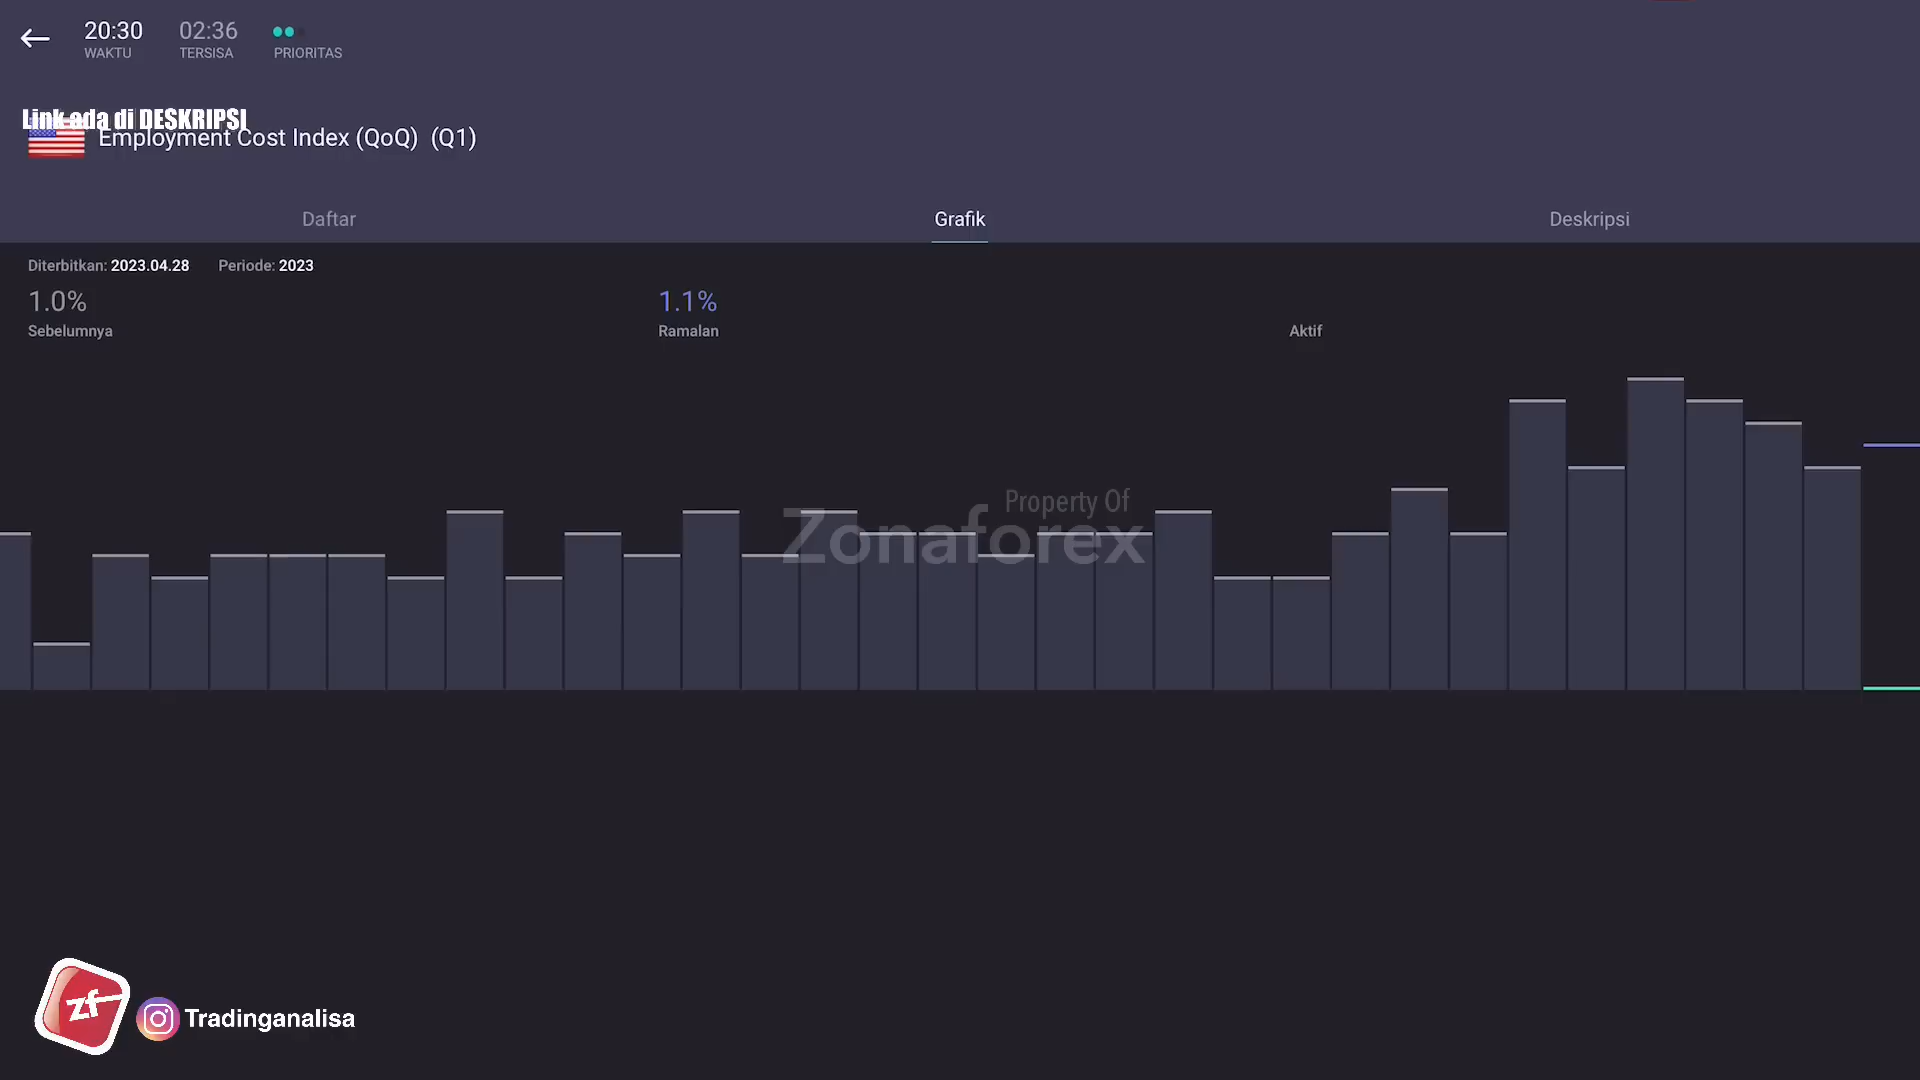 20:30
WAKTU
02:36
TERSISA
PRIORITAS
Link ada di DESKRIPSI
Employment Cost Index (QoQ) (Q1)
Daftar
Grafik
Deskripsi
Diterbitkan: 2023.04.28
Periode: 2023
1.0%
Sebelumnya
1.1%
Ramalan
Aktif
Property Of
Zonaforex
zf
Tradinganalisa